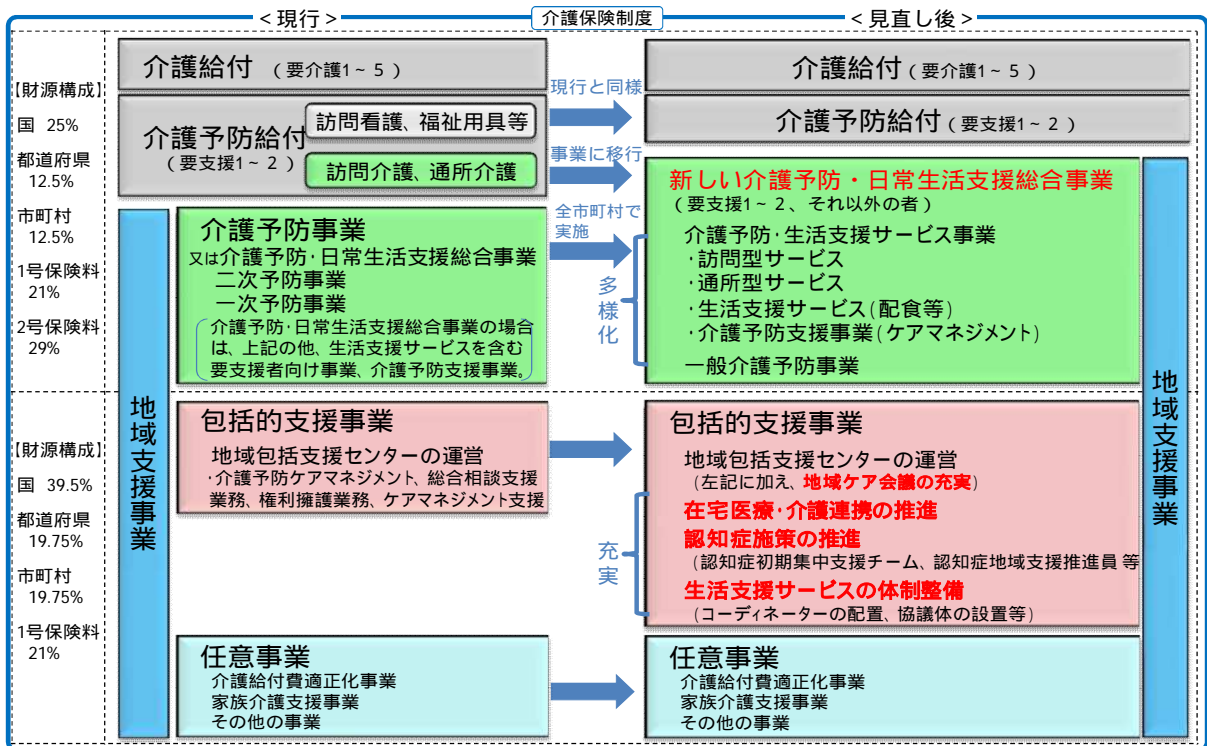 ＜現行＞
介護保険制度
＜見直し後＞
【財源構成】
国 25%
都道府県
12.5%
市町村
12.5%
1号保険料
21%
2号保険料
29%
介護給付 （要介護1～5）
介護予防給付
（要支援1～2）
訪問看護、福祉用具等
訪問介護、通所介護
現行と同様
事業に移行
全市町村で
実施
多様化
介護給付（要介護1～5）
介護予防給付（要支援1～2）
介護予防事業
又は介護予防・日常生活支援総合事業
二次予防事業
一次予防事業
介護予防・日常生活支援総合事業の場合
は、上記の他、生活支援サービスを含む
要支援者向け事業、介護予防支援事業。
新しい介護予防・日常生活支援総合事業
（要支援1～2、それ以外の者）
介護予防・生活支援サービス事業
・訪問型サービス
・通所型サービス
・生活支援サービス(配食等)
・介護予防支援事業(ケアマネジメント)
一般介護予防事業
地域支援事業
地域支援事業
【財源構成】
国 39.5%
都道府県
19.75%
市町村
19.75%
1号保険料
21%
包括的支援事業
地域包括支援センターの運営
・介護予防ケアマネジメント、総合相談支援
業務、権利擁護業務、ケアマネジメント支援
充実
包括的支援事業
地域包括支援センターの運営
(左記に加え、地域ケア会議の充実)
在宅医療・介護連携の推進
認知症施策の推進
(認知症初期集中支援チーム、認知症地域支援推進員 等
生活支援サービスの体制整備
(コーディネーターの配置、協議体の設置等)
任意事業
介護給付費適正化事業
家族介護支援事業
その他の事業
任意事業
介護給付費適正化事業
家族介護支援事業
その他の事業